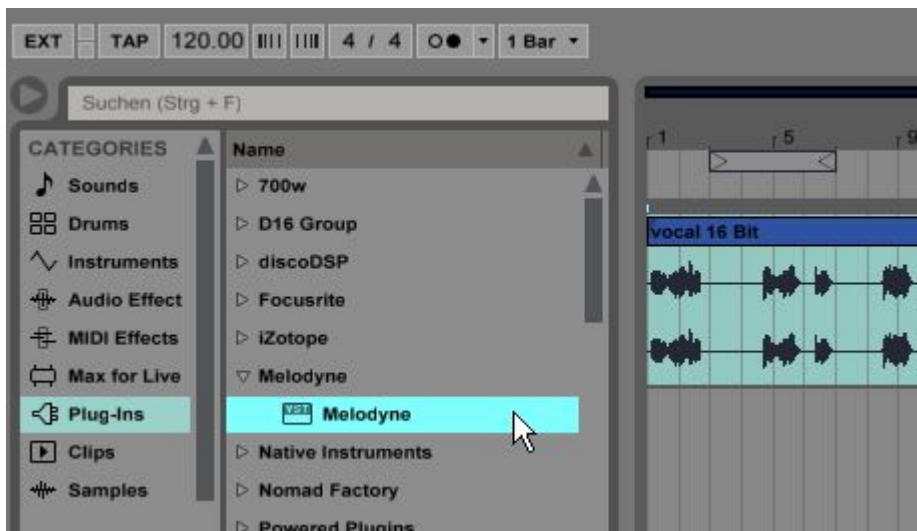 EXT TAP 120.00 4 / 4 1 Bar
Suchen (Strg + F)
CATEGORIES
Sounds
Drums
Instruments
Audio Effect
MIDI Effects
Max for Live
Plug-Ins
Clips
Samples
Name
700w
D16 Group
discoDSP
Focusrite
iZotope
Melodyne
VST Melodyne
Native Instruments
Nomad Factory
Powered Plugins
1 5 9
vocal 16 Bit